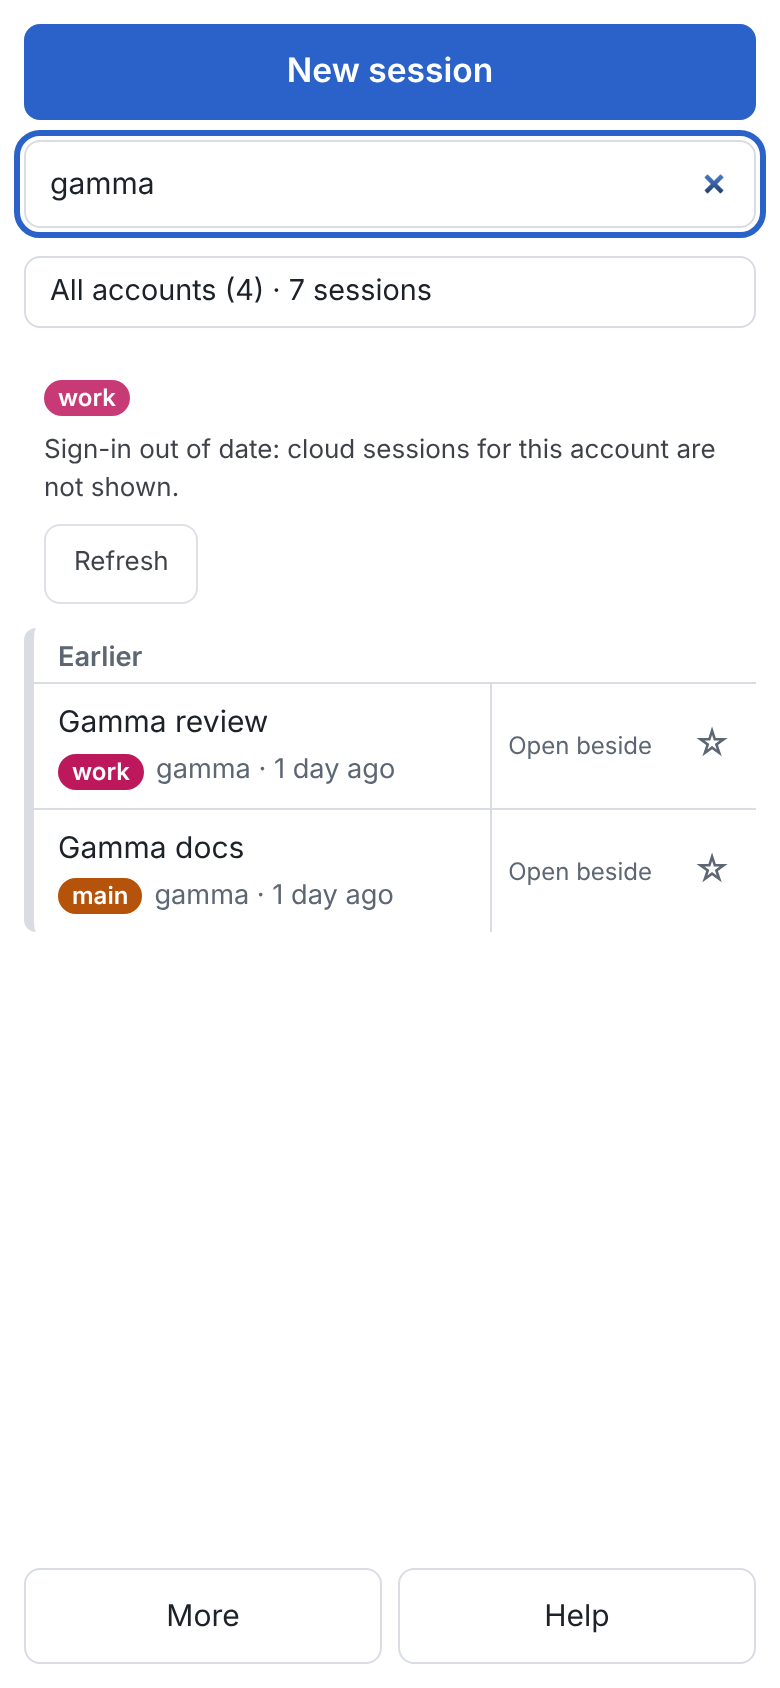 New session
gamma
All accounts (4) · 7 sessions
work
Sign-in out of date: cloud sessions for this account are
not shown.
Refresh
Earlier
Gamma review
work gamma · 1 day ago
Open beside
Gamma docs
main gamma · 1 day ago
Open beside
More
Help